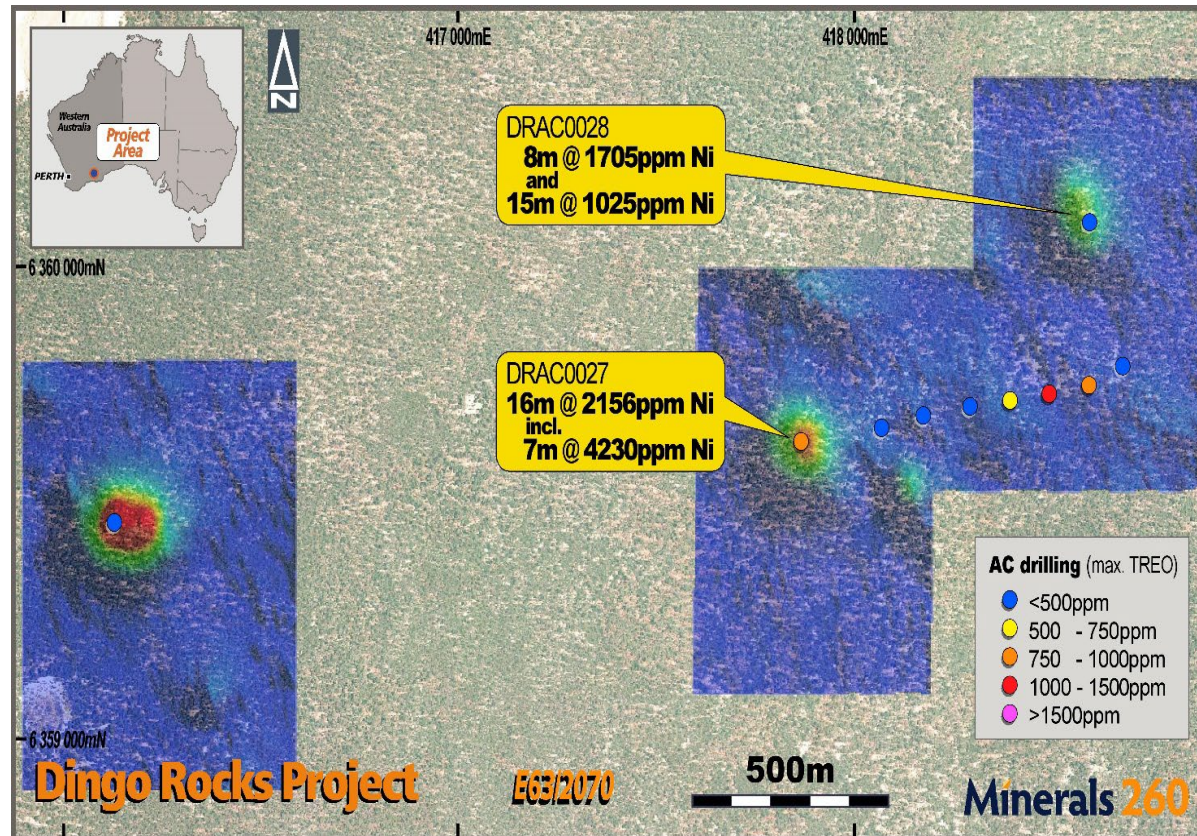 417 000mE
418 000mE
Western
Australia
Project
Area
PERTH
N
DRAC0028
8m @ 1705ppm Ni
and
15m @ 1025ppm Ni
6 360 000mN
DRAC0027
16m @ 2156ppm Ni
incl.
7m @ 4230ppm Ni
AC drilling (max. TREO)
<500ppm
500 - 750ppm
750 - 1000ppm
1000 - 1500ppm
>1500ppm
6 359 000mN
Dingo Rocks Project
E63/2070
500m
Minerals 260